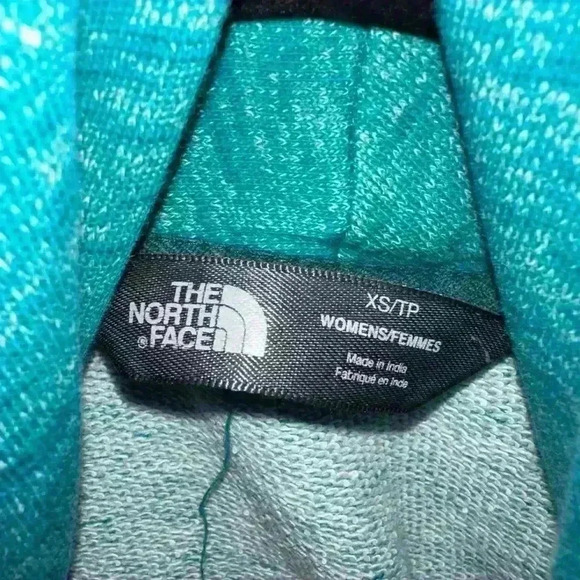 THE
NORTH
®FACE
XS/TP
WOMENS/FEMMES
Made in India
Fabriqué en Inde